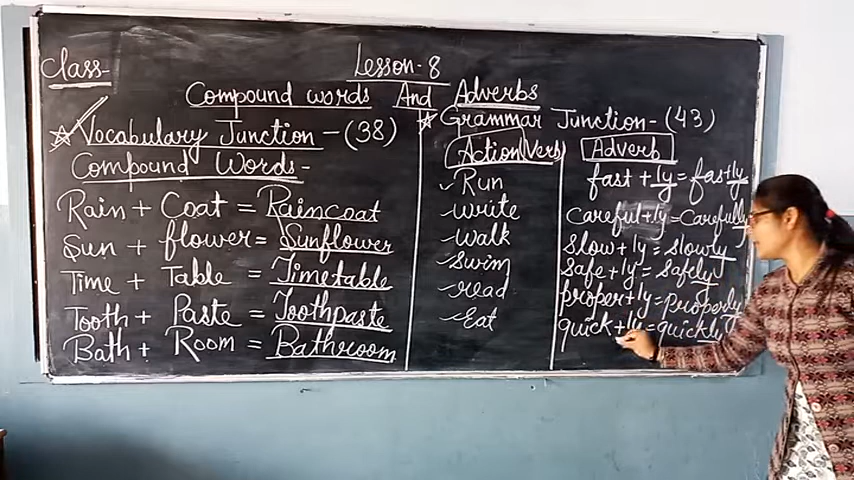 Class-
Lesson-8
Compound words And Adverbs
Vocabulary Junction-(38)
Compound Words-
Rain + Coat = Raincoat
Sun + flower = Sunflower
Time + Table = Timetable
Tooth + Paste = Toothpaste
Bath + Room = Bathroom
Grammar Junction-(43)
Action Verb
Run
write
walk
swim
read
Eat
Adverb
fast + ly = fastly
careful + ly = Carefully
slow + ly = slowly
safe + ly = Safely
proper + ly = Properly
quick + ly = quickly